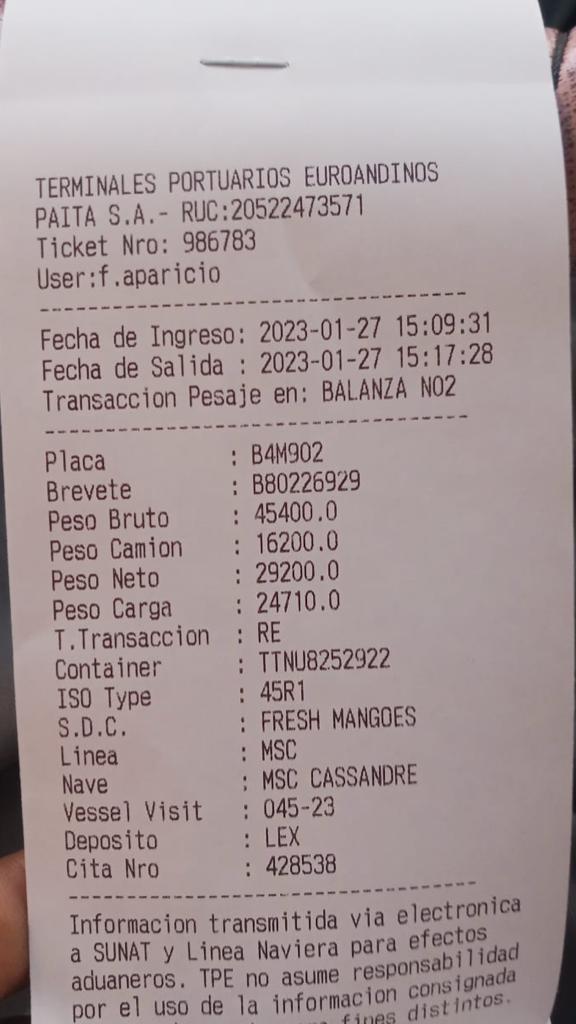 TERMINALES PORTUARIOS EUROANDINOS
PAITA S.A.- RUC:20522473571
Ticket Nro: 986783
User:f.aparicio
Fecha de Ingreso: 2023-01-27 15:09:31
Fecha de Salida : 2023-01-27 15:17:28
Transaccion Pesaje en: BALANZA NO2
Placa : B4M902
Brevete : B80226929
Peso Bruto : 45400.0
Peso Camion : 16200.0
Peso Neto : 29200.0
Peso Carga : 24710.0
T.Transaccion : RE
Container : TTNU8252922
ISO Type : 45R1
S.D.C. : FRESH MANGOES
Linea : MSC
Nave : MSC CASSANDRE
Vessel Visit : 045-23
Deposito : LEX
Cita Nro : 428538
Informacion transmitida via electronica
a SUNAT y Linea Naviera para efectos
aduaneros. TPE no asume responsabilidad
por el uso de la informacion consignada
fines distintos.